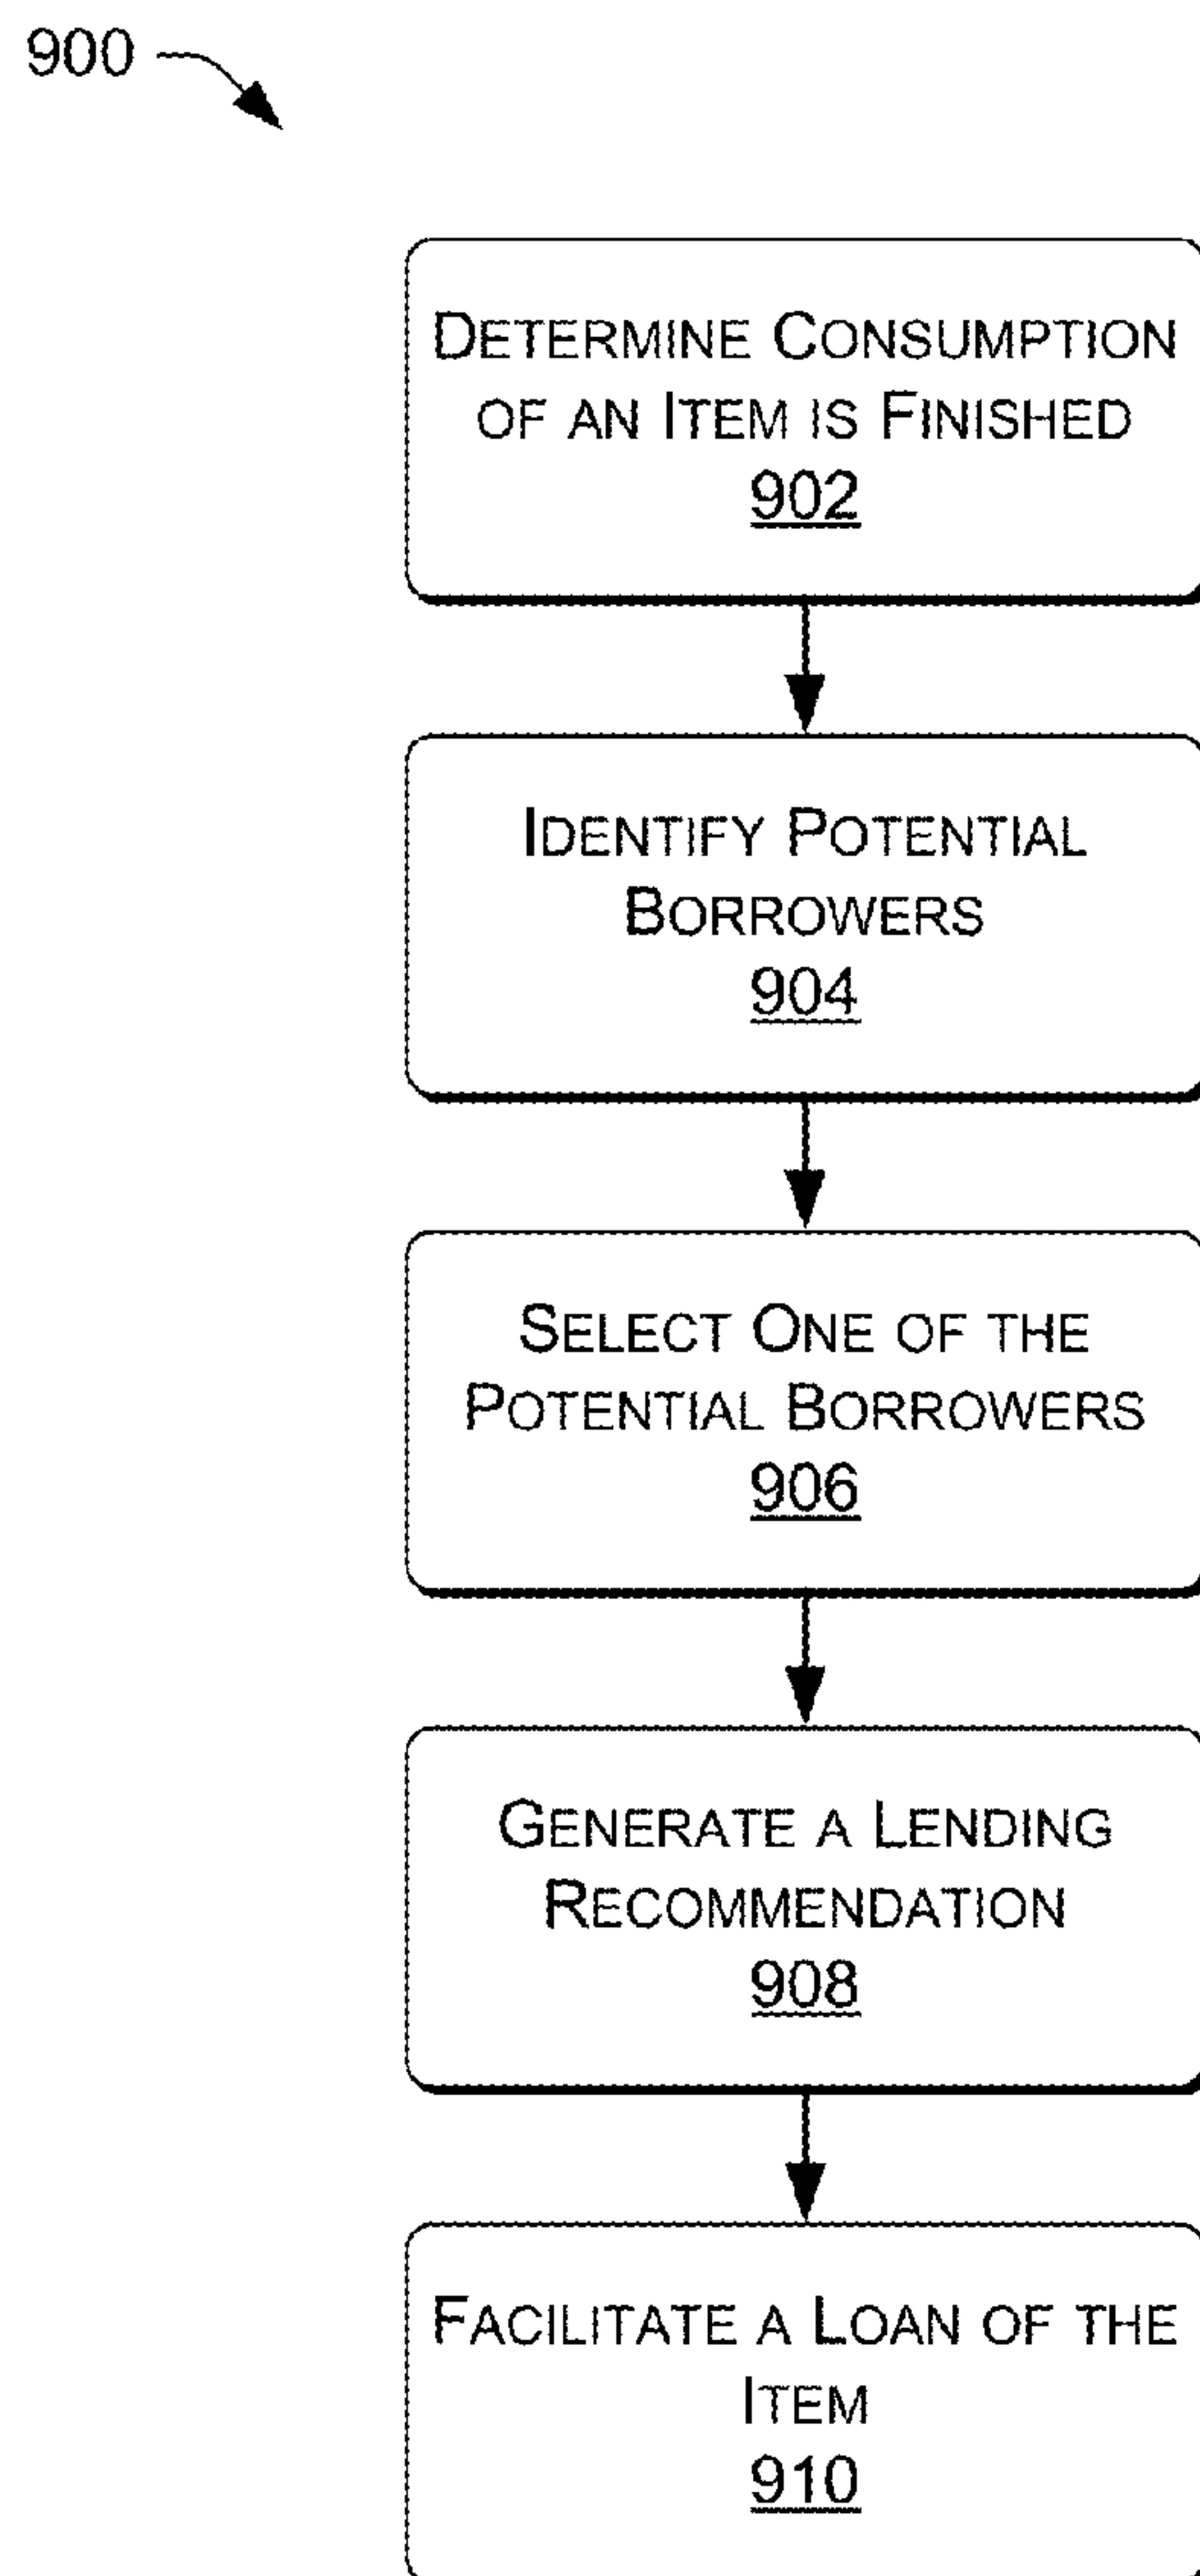 900
DETERMINE CONSUMPTION
OF AN ITEM IS FINISHED
902
IDENTIFY POTENTIAL
BORROWERS
904
SELECT ONE OF THE
POTENTIAL BORROWERS
906
GENERATE A LENDING
RECOMMENDATION
908
FACILITATE A LOAN OF THE
ITEM
910